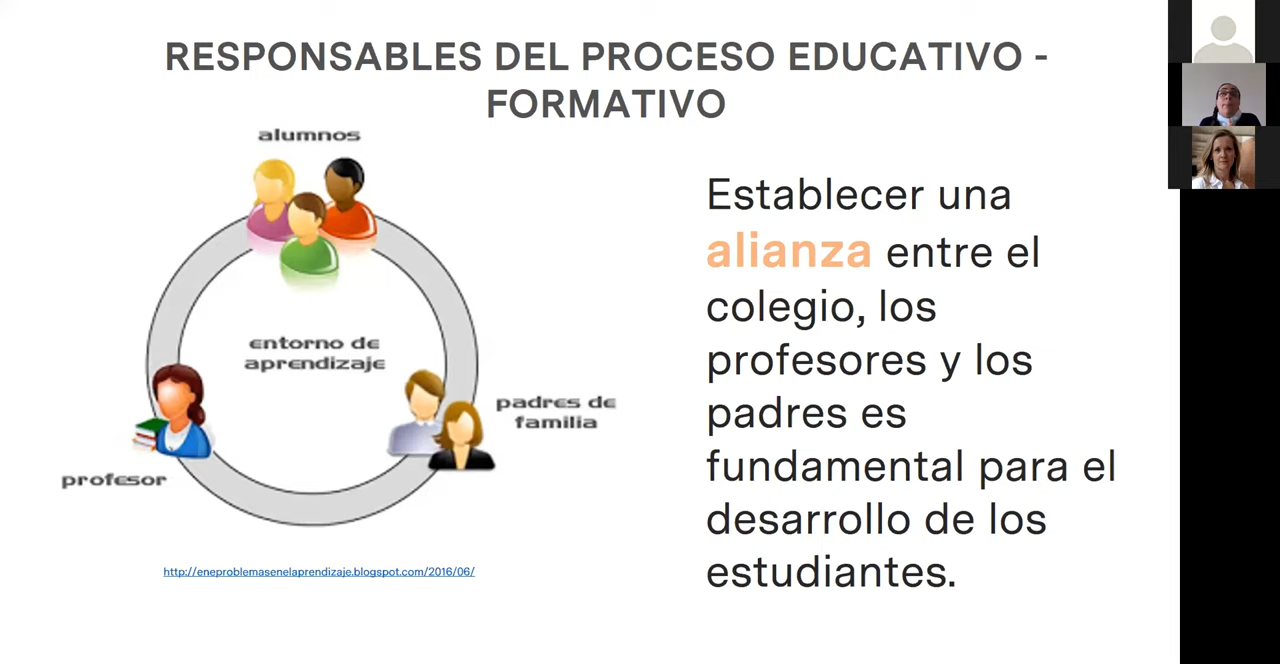 RESPONSABLES DEL PROCESO EDUCATIVO -
FORMATIVO
alumnos
entorno de
aprendizaje
padres de
familia
profesor
http://eneproblemasenelaprendizaje.blogspot.com/2016/06/
Establecer una
alianza entre el
colegio, los
profesores y los
padres es
fundamental para el
desarrollo de los
estudiantes.